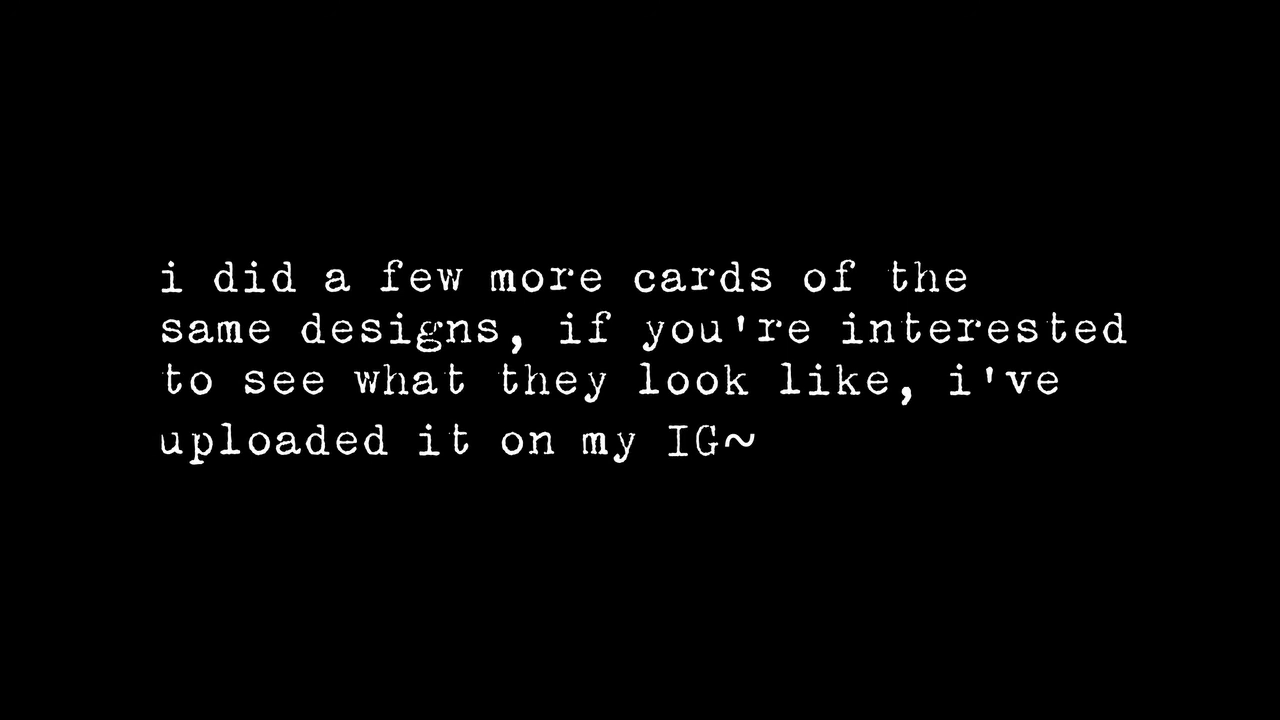 i did a few more cards of the
same designs, if you're interested
to see what they look like, i've
uploaded it on my IG~